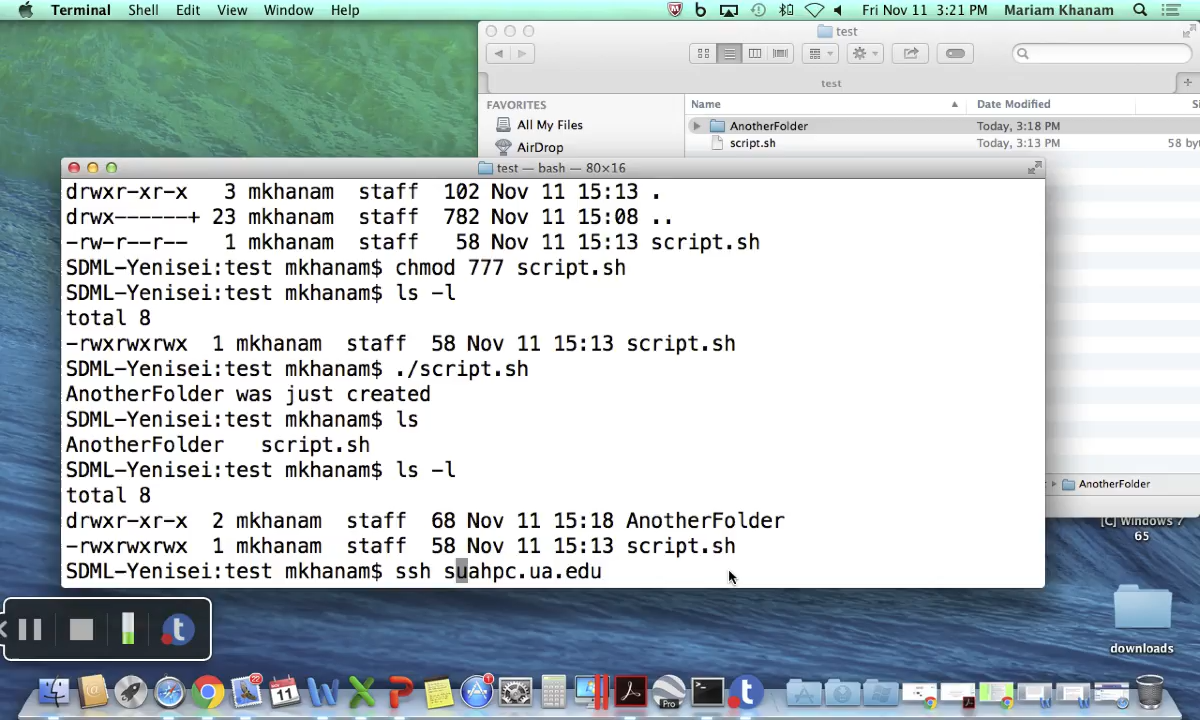 Terminal Shell Edit View Window Help Fri Nov 11 3:21 PM Mariam Khanam
test
test
FAVORITES
All My Files
AirDrop
Name Date Modified
AnotherFolder Today, 3:18 PM
script.sh Today, 3:13 PM 58 by
test — bash — 80×16
drwxr-xr-x 3 mkhanam staff 102 Nov 11 15:13 .
drwx------+ 23 mkhanam staff 782 Nov 11 15:08 ..
-rw-r--r-- 1 mkhanam staff 58 Nov 11 15:13 script.sh
SDML-Yenisei:test mkhanam$ chmod 777 script.sh
SDML-Yenisei:test mkhanam$ ls -l
total 8
-rwxrwxrwx 1 mkhanam staff 58 Nov 11 15:13 script.sh
SDML-Yenisei:test mkhanam$ ./script.sh
AnotherFolder was just created
SDML-Yenisei:test mkhanam$ ls
AnotherFolder script.sh
SDML-Yenisei:test mkhanam$ ls -l
total 8
drwxr-xr-x 2 mkhanam staff 68 Nov 11 15:18 AnotherFolder
-rwxrwxrwx 1 mkhanam staff 58 Nov 11 15:13 script.sh
SDML-Yenisei:test mkhanam$ ssh suahpc.ua.edu
AnotherFolder
[C] Windows 7
65
downloads
22
11
1
Pro